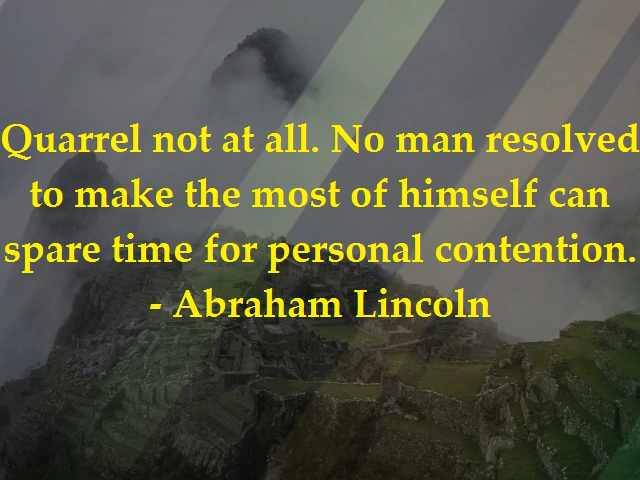 Quarrel not at all. No man resolved
to make the most of himself can
spare time for personal contention.
- Abraham Lincoln